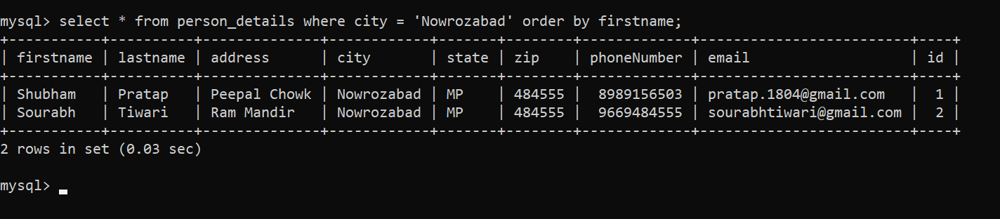 mysql> select * from person_details where city = 'Nowrozabad' order by firstname;
+-----------+----------+--------------+------------+-------+--------+-------------+-------------------------+----+
| firstname | lastname | address      | city       | state | zip    | phoneNumber | email                   | id |
+-----------+----------+--------------+------------+-------+--------+-------------+-------------------------+----+
| Shubham   | Pratap   | Peepal Chowk | Nowrozabad | MP    | 484555 |  8989156503 | pratap.1804@gmail.com   |  1 |
| Sourabh   | Tiwari   | Ram Mandir   | Nowrozabad | MP    | 484555 |  9669484555 | sourabhtiwari@gmail.com |  2 |
+-----------+----------+--------------+------------+-------+--------+-------------+-------------------------+----+
2 rows in set (0.03 sec)
mysql>